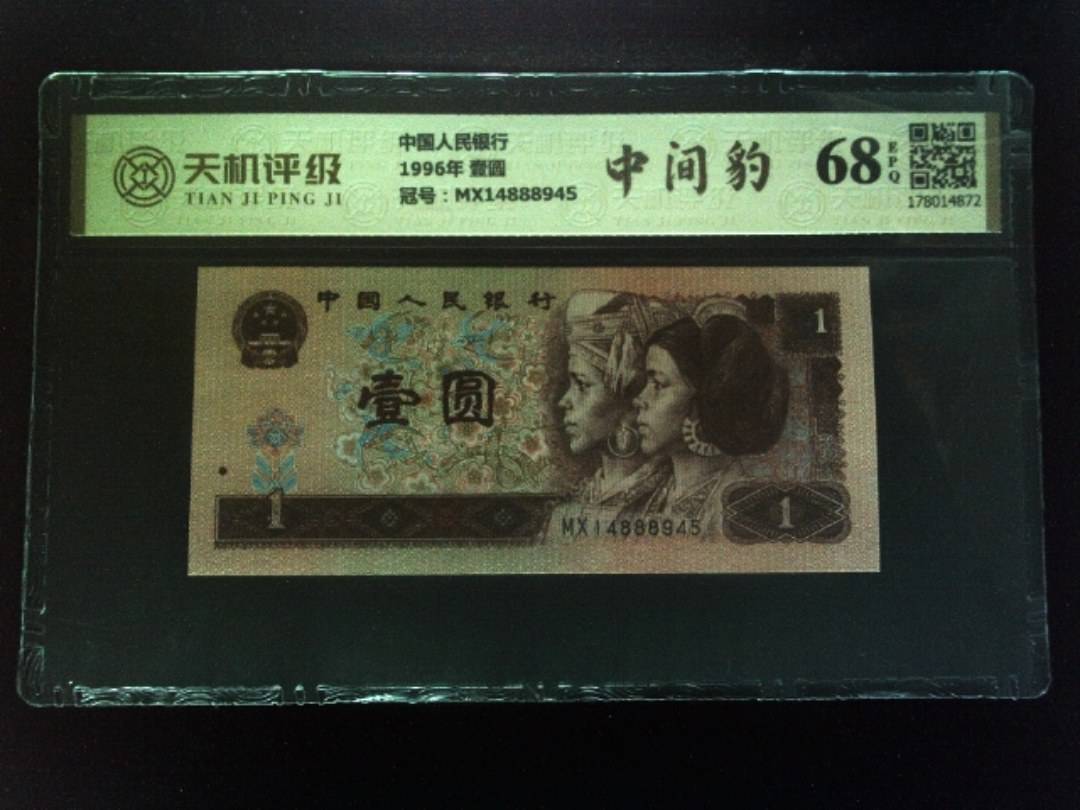 天机评级
TIAN JI PING JI
中国人民银行
1996年 壹圆
冠号：MX14888945
中间豹
68
EPQ
178014872
中国人民银行
壹圆
1
1
MX14888945
1